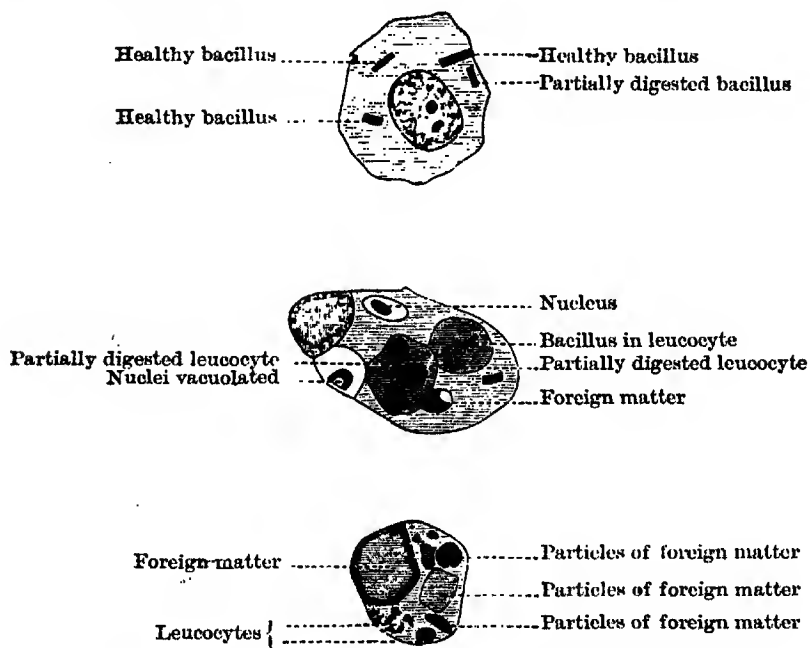 Healthy bacillus
Healthy bacillus
Partially digested bacillus
Healthy bacillus
Nucleus
Bacillus in leucocyte
Partially digested leucocyte
Partially digested leucocyte
Nuclei vacuolated
Foreign matter
Foreign matter
Particles of foreign matter
Particles of foreign matter
Particles of foreign matter
Leucocytes